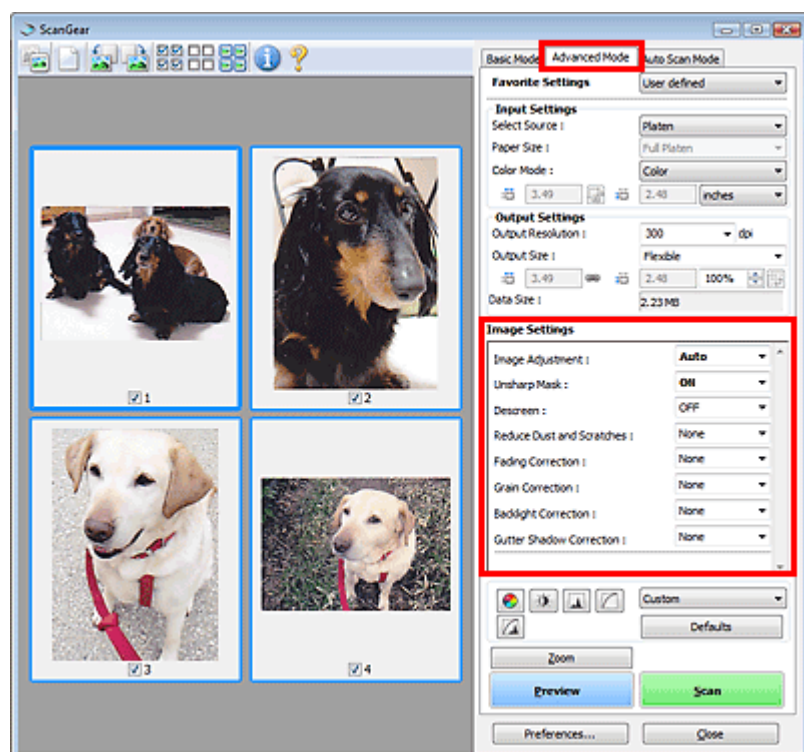 ScanGear
Basic Mode Advanced Mode Auto Scan Mode
Favorite Settings User defined
Input Settings
Select Source : Platen
Paper Size : Full Platen
Color Mode : Color
3.49 2.48 inches
Output Settings
Output Resolution : 300 dpi
Output Size : Flexible
3.49 2.48 100%
Data Size : 2.23 MB
Image Settings
Image Adjustment : Auto
Unsharp Mask : ON
Descreen : OFF
Reduce Dust and Scratches : None
Fading Correction : None
Grain Correction : None
Backlight Correction : None
Gutter Shadow Correction : None
Custom
Defaults
Zoom
Preview Scan
Preferences... Close
1
2
3
4